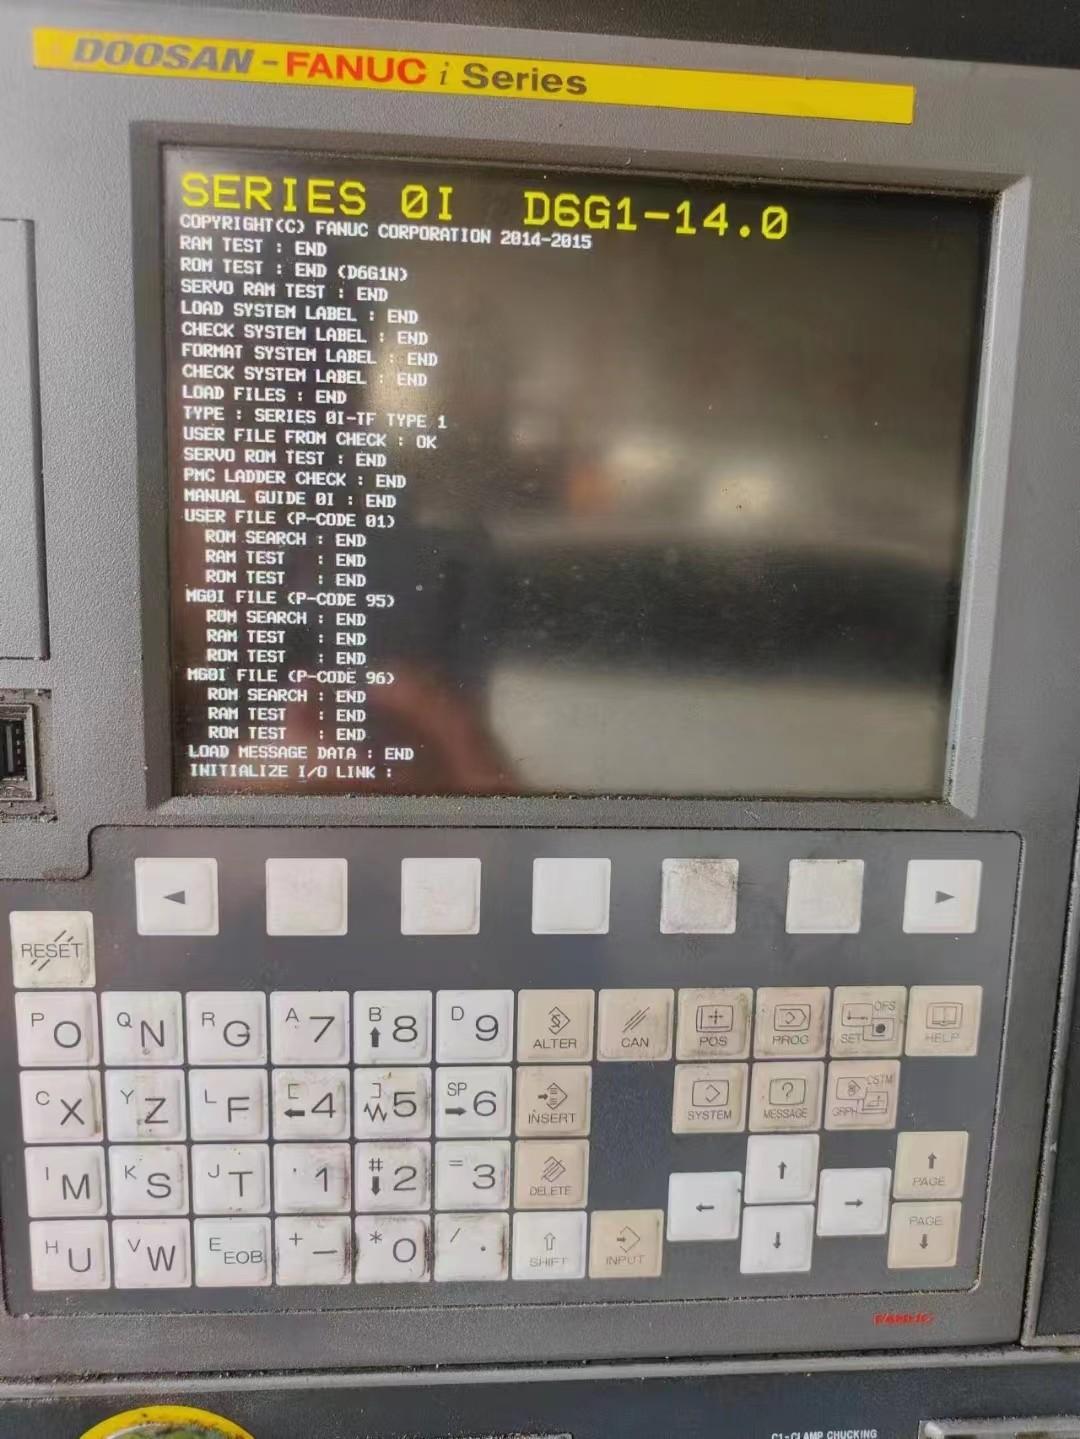 DOOSAN-FANUC i Series
SERIES 0I D6G1-14.0
COPYRIGHT(C) FANUC CORPORATION 2014-2015
RAM TEST : END
ROM TEST : END (D6G1N)
SERVO RAM TEST : END
LOAD SYSTEM LABEL : END
CHECK SYSTEM LABEL : END
FORMAT SYSTEM LABEL : END
CHECK SYSTEM LABEL : END
LOAD FILES : END
TYPE : SERIES 0I-TF TYPE 1
USER FILE FROM CHECK : OK
SERVO ROM TEST : END
PMC LADDER CHECK : END
MANUAL GUIDE 0I : END
USER FILE (P-CODE 01)
ROM SEARCH : END
RAM TEST : END
ROM TEST : END
MG0I FILE (P-CODE 95)
ROM SEARCH : END
RAM TEST : END
ROM TEST : END
MG0I FILE (P-CODE 96)
ROM SEARCH : END
RAM TEST : END
ROM TEST : END
LOAD MESSAGE DATA : END
INITIALIZE I/O LINK :
RESET
P O Q N R G A 7 B ↑ 8 D 9 ALTER CAN POS PROG OFS SET HELP
C X Y Z L F [ ← 4 ] 5 SP → 6 INSERT SYSTEM MESSAGE CSTM GRPH
I M K S J T , 1 # ↓ 2 = 3 DELETE ↑ ↑ PAGE
H U V W E EOB + - * 0 / . SHIFT INPUT ← ↓ → PAGE ↓
FANUC
C1-CLAMP CHUCKING